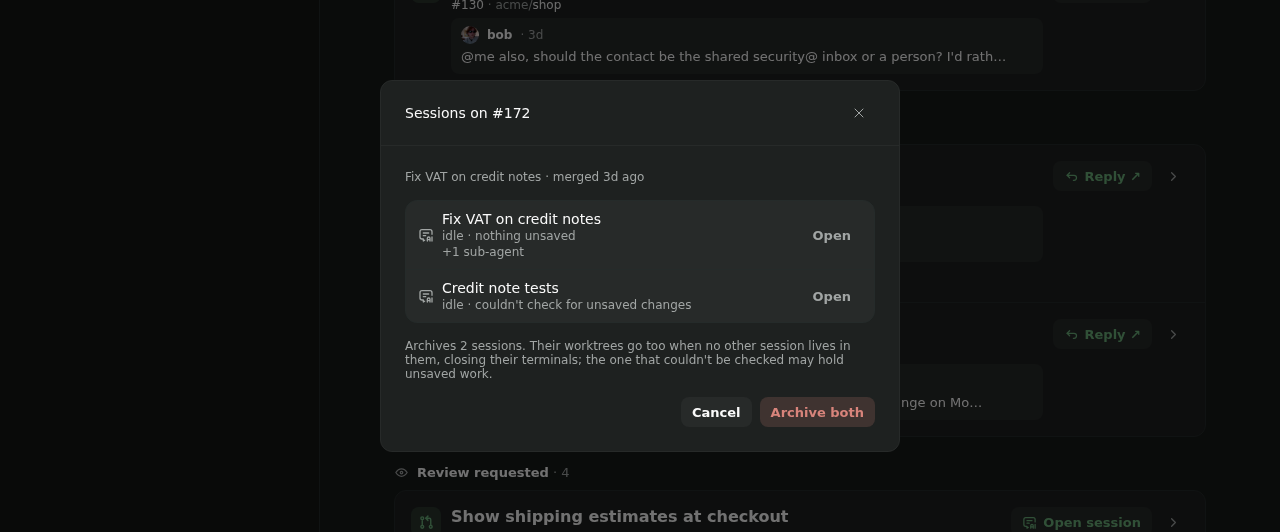 #130 · acme/shop
bob · 3d
@me also, should the contact be the shared security@ inbox or a person? I'd rath…
Sessions on #172
Fix VAT on credit notes · merged 3d ago
Reply ↗
Fix VAT on credit notes
idle · nothing unsaved
+1 sub-agent
Open
Credit note tests
idle · couldn't check for unsaved changes
Open
Reply ↗
Archives 2 sessions. Their worktrees go too when no other session lives in
them, closing their terminals; the one that couldn't be checked may hold
unsaved work.
nge on Mo…
Cancel
Archive both
Review requested · 4
Show shipping estimates at checkout
Open session